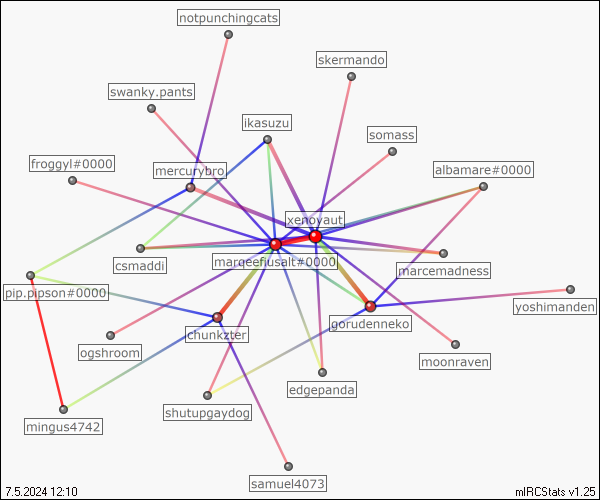 notpunchingcats
skermando
swanky.pants
ikasuzu
somass
froggyl#0000
mercurybro
albamare#0000
xenoyaut
csmaddi
marqeefjusalt#0000
marcemadness
pip.pipson#0000
yoshimanden
chunkzter
gorudenneko
ogshroom
moonraven
edgepanda
shutupgaydog
mingus4742
samuel4073
7.5.2024 12:10
mIRCStats v1.25